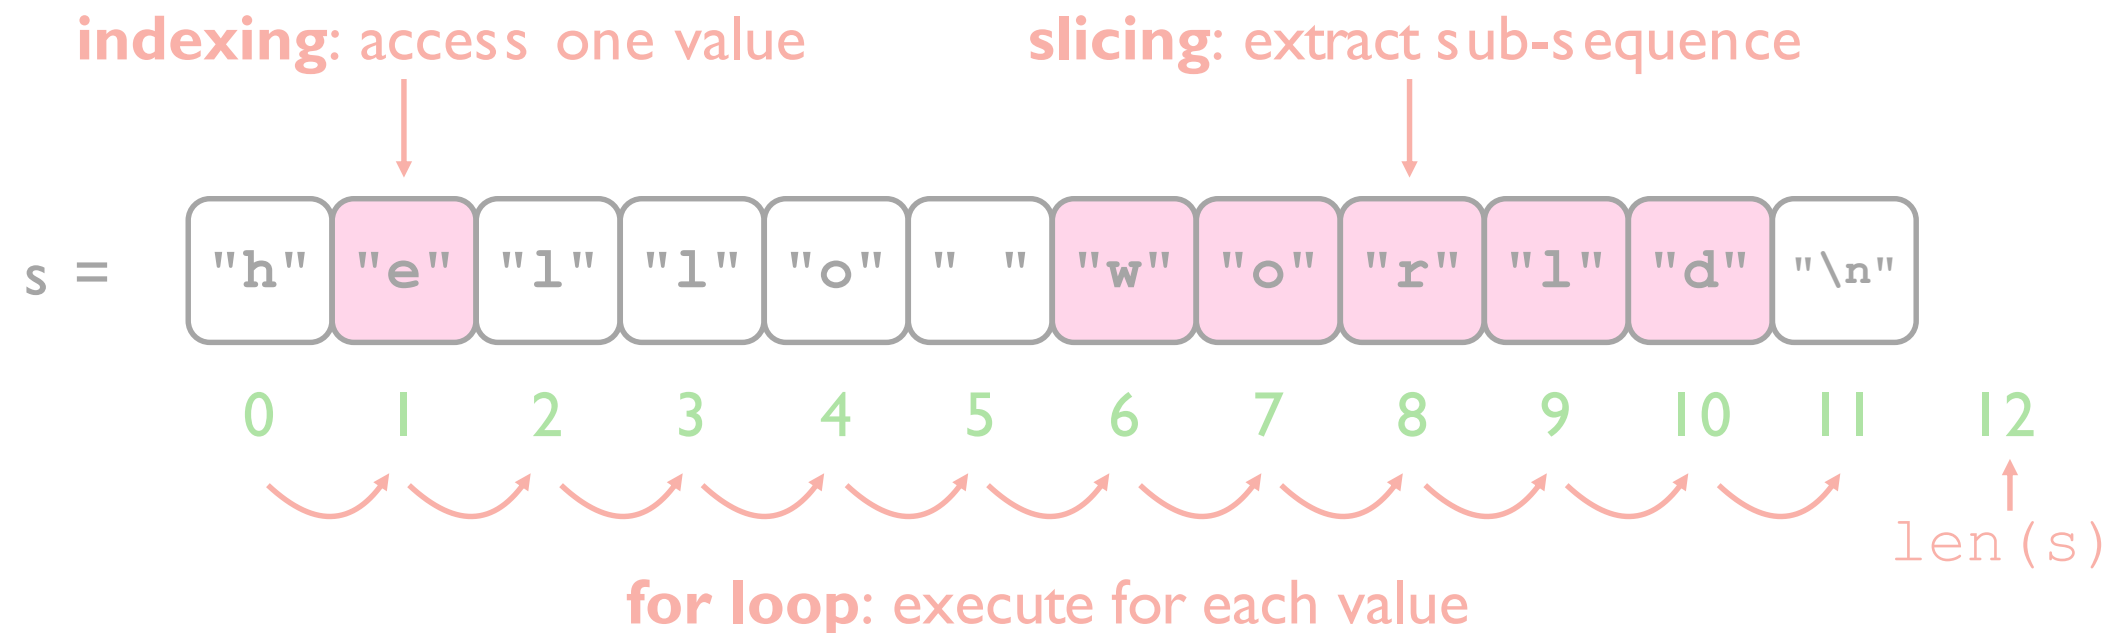 indexing: access one value slicing: extract sub-sequence
s = "h" "e" "l" "l" "o" " " "w" "o" "r" "l" "d" "\n"
0 1 2 3 4 5 6 7 8 9 10 11 12
len(s)
for loop: execute for each value